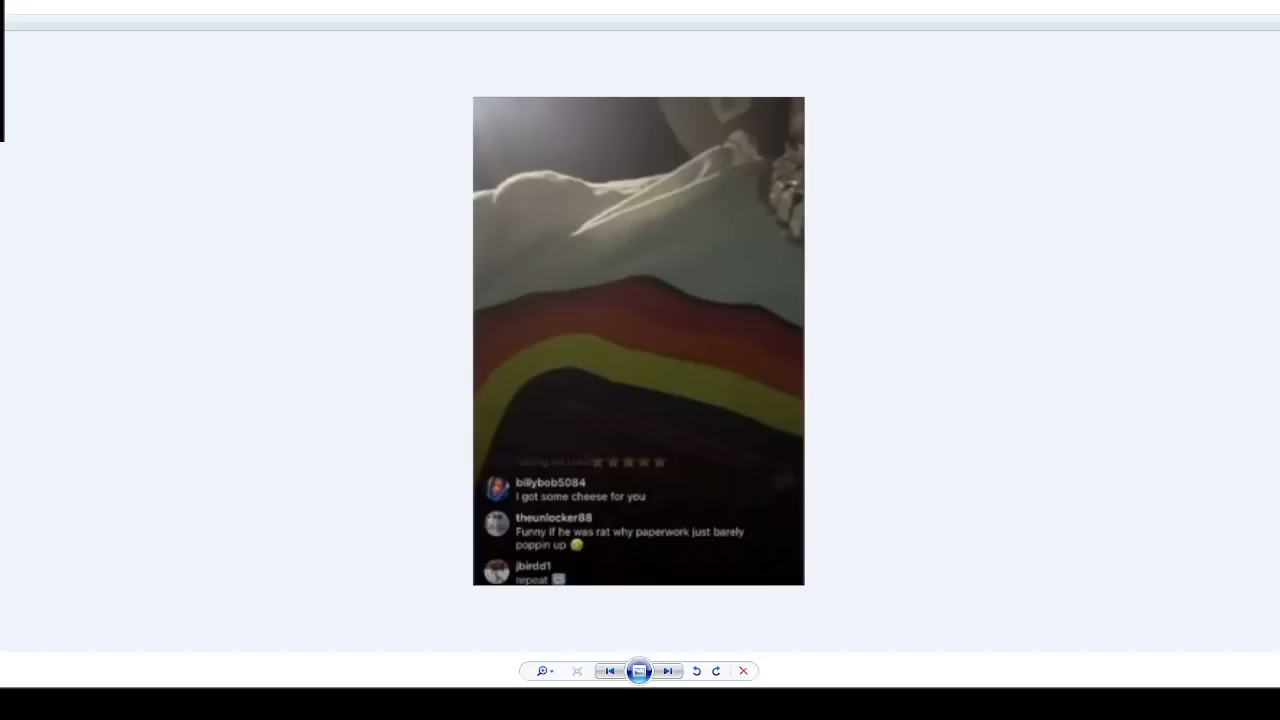 billybob5084
I got some cheese for you
theunlocker88
Funny if he was rat why paperwork just barely
poppin up 🤣
jbirdd1
repeat